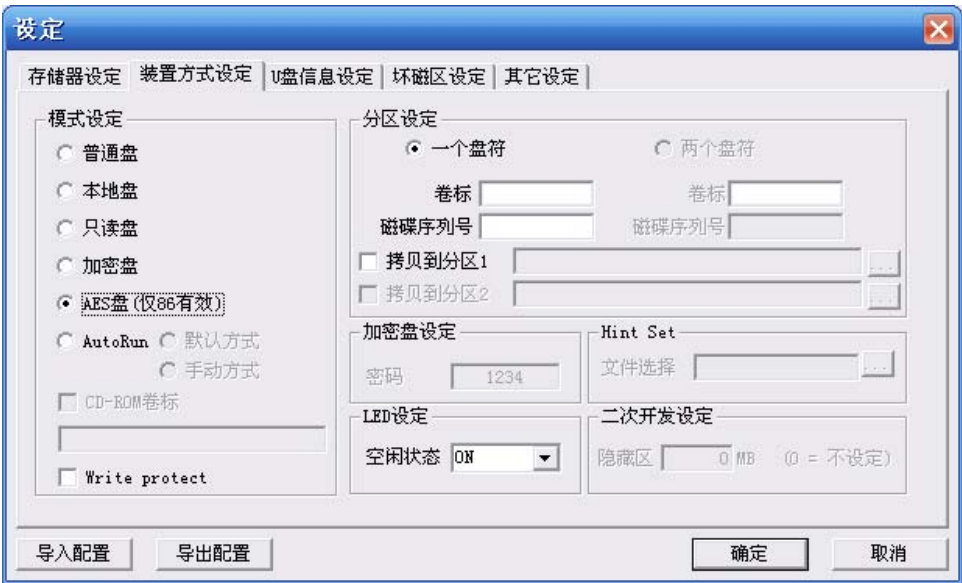 设定
存储器设定 装置方式设定 U盘信息设定 坏磁区设定 其它设定
模式设定
普通盘
本地盘
只读盘
加密盘
AES盘(仅86有效)
AutoRun 默认方式
手动方式
CD-ROM卷标
Write protect
分区设定
一个盘符 两个盘符
卷标 卷标
磁碟序列号 磁碟序列号
拷贝到分区1 ...
拷贝到分区2 ...
加密盘设定
密码 1234
Hint Set
文件选择 ...
LED设定
空闲状态 ON
二次开发设定
隐藏区 0 MB (0 = 不设定)
导入配置 导出配置 确定 取消